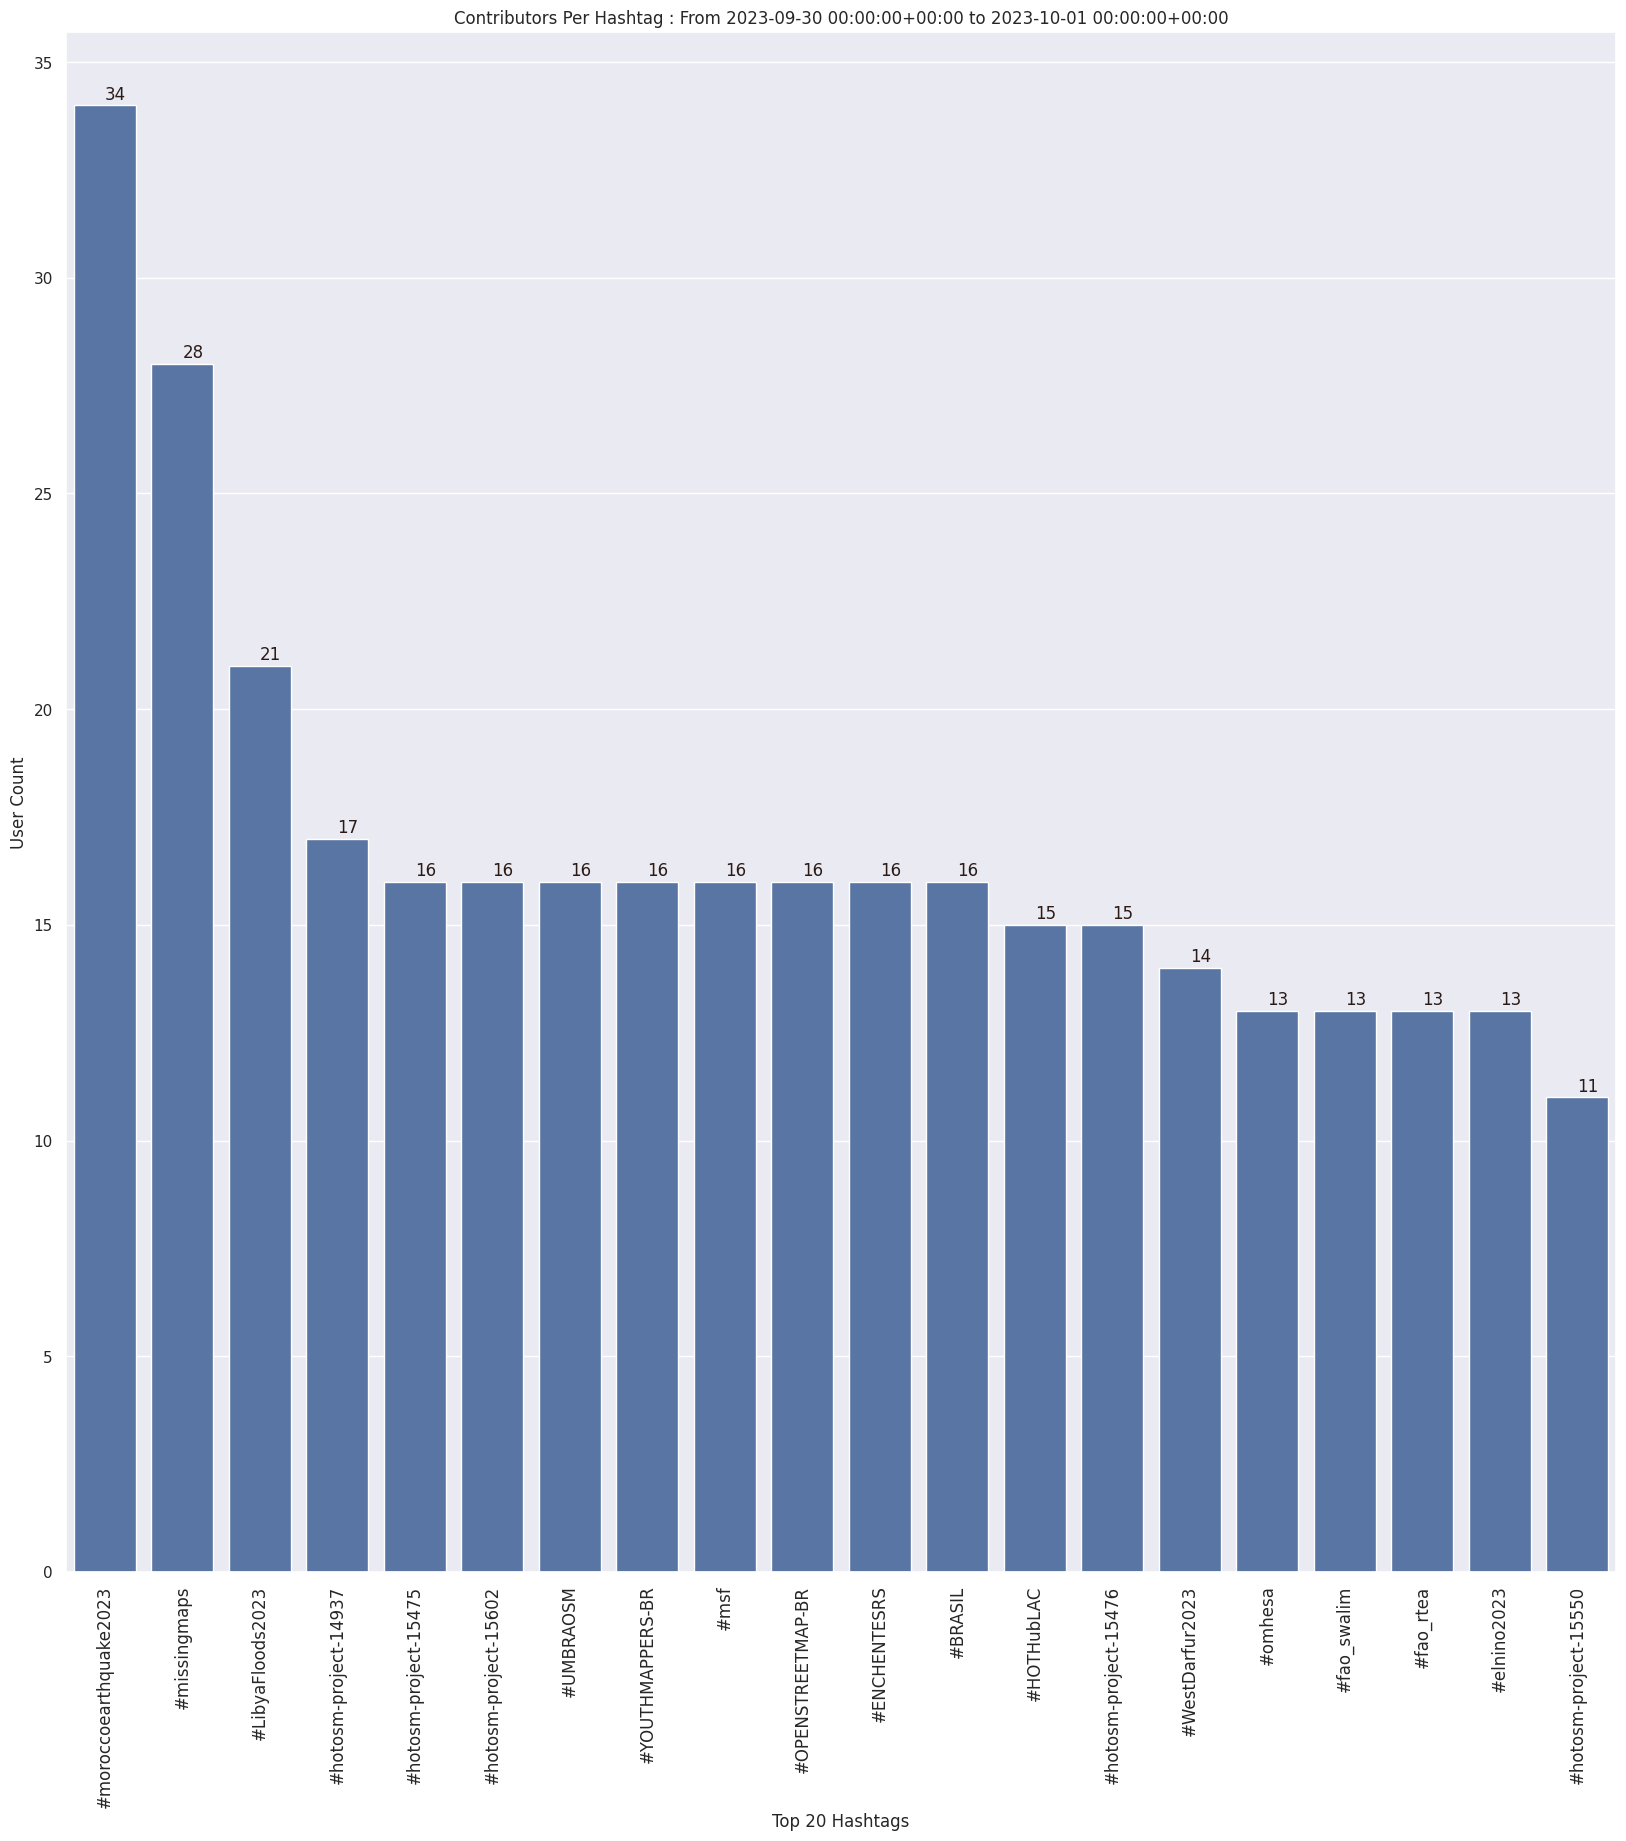 Contributors Per Hashtag : From 2023-09-30 00:00:00+00:00 to 2023-10-01 00:00:00+00:00
35
30
25
20
15
10
5
0
User Count
34
28
21
17
16
16
16
16
16
16
16
16
15
15
14
13
13
13
13
11
#moroccoearthquake2023
#missingmaps
#LibyaFloods2023
#hotosm-project-14937
#hotosm-project-15475
#hotosm-project-15602
#UMBRAOSM
#YOUTHMAPPERS-BR
#msf
#OPENSTREETMAP-BR
#ENCHENTESRS
#BRASIL
#HOTHubLAC
#hotosm-project-15476
#WestDarfur2023
#omhesa
#fao_swalim
#fao_rtea
#elnino2023
#hotosm-project-15550
Top 20 Hashtags